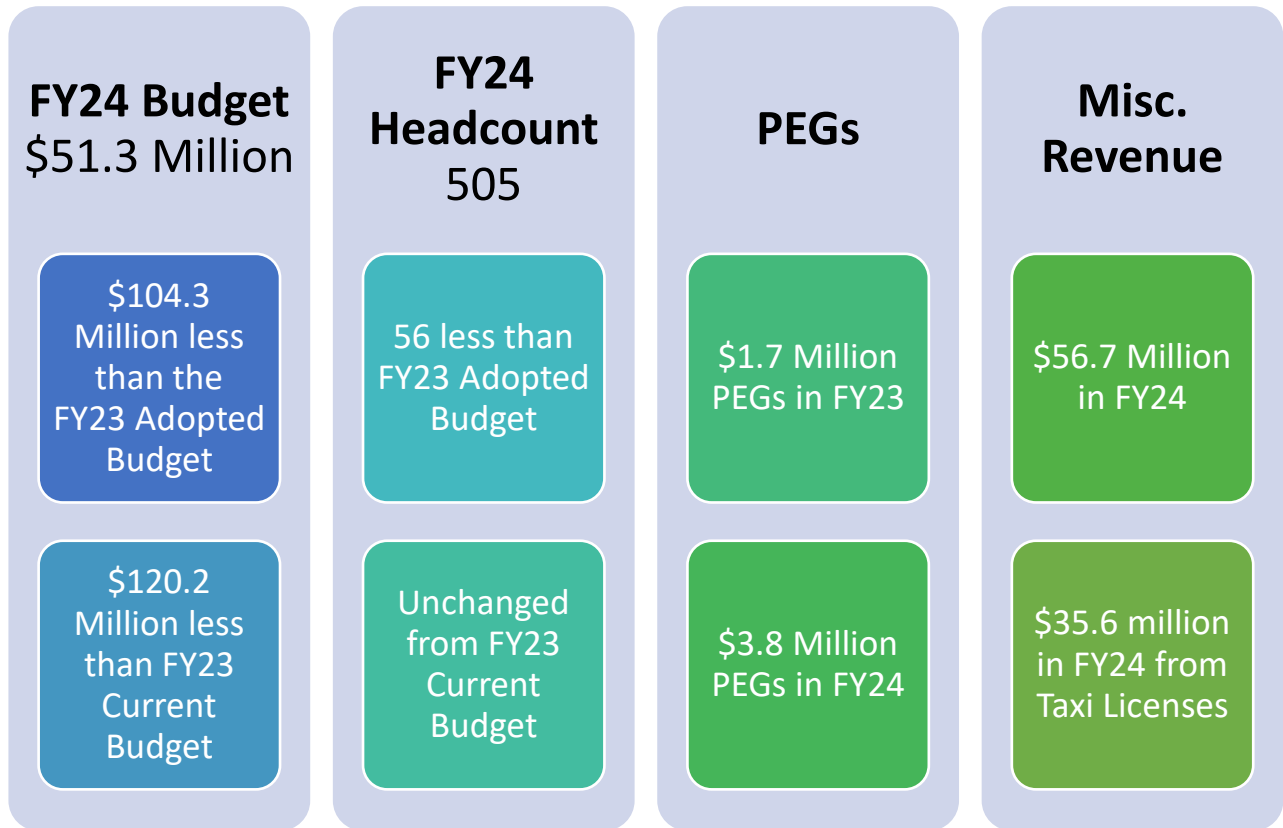 FY24 Budget
$51.3 Million
$104.3
Million less
than the
FY23 Adopted
Budget
$120.2
Million less
than FY23
Current
Budget
FY24
Headcount
505
56 less than
FY23 Adopted
Budget
Unchanged
from FY23
Current
Budget
PEGs
$1.7 Million
PEGs in FY23
$3.8 Million
PEGs in FY24
Misc.
Revenue
$56.7 Million
in FY24
$35.6 million
in FY24 from
Taxi Licenses